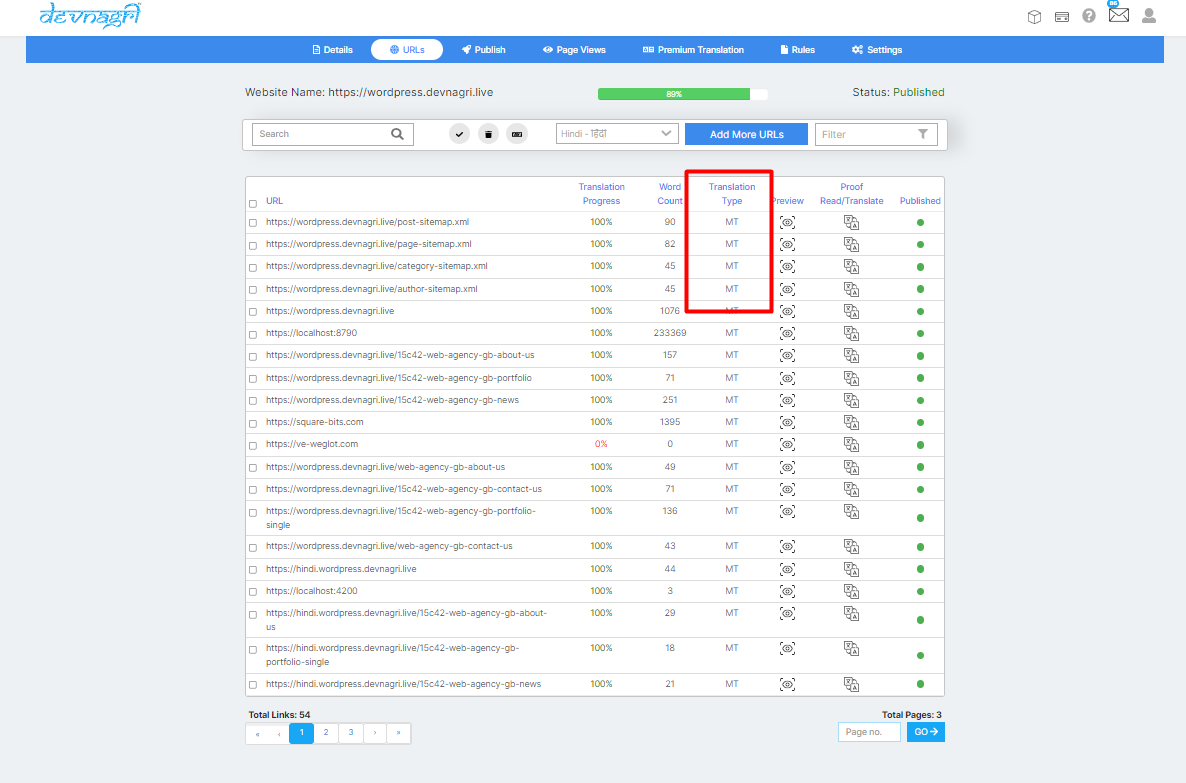 devnagri
86
Details URLs Publish Page Views Premium Translation Rules Settings
Website Name: https://wordpress.devnagri.live 89% Status: Published
Search Hindi - हिंदी Add More URLs Filter
URL Translation Progress Word Count Translation Type Preview Proof Read/Translate Published
https://wordpress.devnagri.live/post-sitemap.xml 100% 90 MT
https://wordpress.devnagri.live/page-sitemap.xml 100% 82 MT
https://wordpress.devnagri.live/category-sitemap.xml 100% 45 MT
https://wordpress.devnagri.live/author-sitemap.xml 100% 45 MT
https://wordpress.devnagri.live 100% 1076 MT
https://localhost:8790 100% 233369 MT
https://wordpress.devnagri.live/15c42-web-agency-gb-about-us 100% 157 MT
https://wordpress.devnagri.live/15c42-web-agency-gb-portfolio 100% 71 MT
https://wordpress.devnagri.live/15c42-web-agency-gb-news 100% 251 MT
https://square-bits.com 100% 1395 MT
https://ve-weglot.com 0% 0 MT
https://wordpress.devnagri.live/web-agency-gb-about-us 100% 49 MT
https://wordpress.devnagri.live/15c42-web-agency-gb-contact-us 100% 71 MT
https://wordpress.devnagri.live/15c42-web-agency-gb-portfolio- 100% 136 MT
single
https://wordpress.devnagri.live/web-agency-gb-contact-us 100% 43 MT
https://hindi.wordpress.devnagri.live 100% 44 MT
https://localhost:4200 100% 3 MT
https://hindi.wordpress.devnagri.live/15c42-web-agency-gb-about- 100% 29 MT
us
https://hindi.wordpress.devnagri.live/15c42-web-agency-gb- 100% 18 MT
portfolio-single
https://hindi.wordpress.devnagri.live/15c42-web-agency-gb-news 100% 21 MT
Total Links: 54 Total Pages: 3
« ‹ 1 2 3 › » Page no. GO